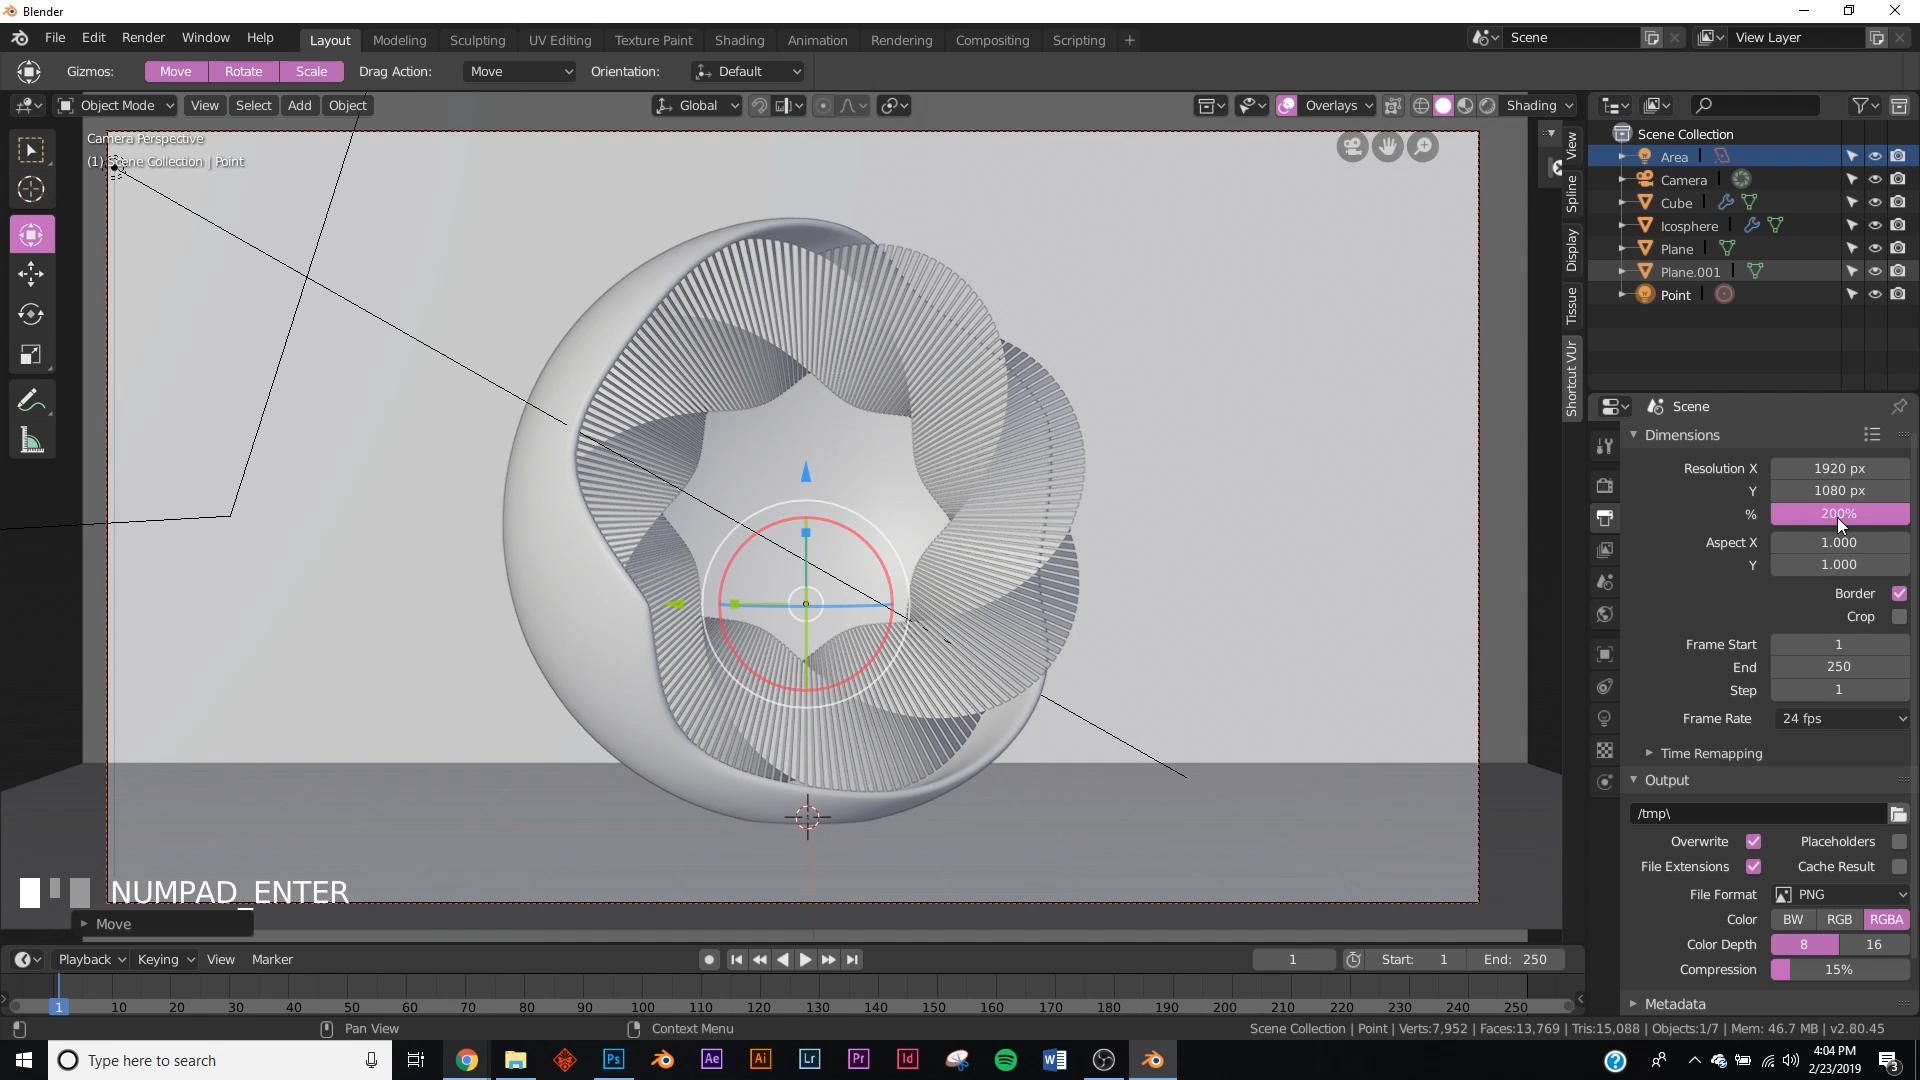 Blender
File Edit Render Window Help
Layout Modeling Sculpting UV Editing Texture Paint Shading Animation Rendering Compositing Scripting +
Scene
View Layer
Gizmos: Move Rotate Scale Drag Action: Move Orientation: Default
Object Mode View Select Add Object
Global
Overlays
Shading
Camera Perspective
(1) Scene Collection | Point
View
Spline
Display
Tissue
Shortcut VUr
Scene Collection
Area
Camera
Cube
Icosphere
Plane
Plane.001
Point
Scene
Dimensions
Resolution X 1920 px
Y 1080 px
% 200%
Aspect X 1.000
Y 1.000
Border
Crop
Frame Start 1
End 250
Step 1
Frame Rate 24 fps
Time Remapping
Output
/tmp\
Overwrite Placeholders
File Extensions Cache Result
File Format PNG
Color BW RGB RGBA
Color Depth 8 16
Compression 15%
Metadata
NUMPAD_ENTER
Move
Playback Keying View Marker
1 Start: 1 End: 250
1 10 20 30 40 50 60 70 80 90 100 110 120 130 140 150 160 170 180 190 200 210 220 230 240 250
Pan View Context Menu
Scene Collection | Point | Verts:7,952 | Faces:13,769 | Tris:15,088 | Objects:1/7 | Mem: 46.7 MB | v2.80.45
Type here to search
Ps Ae Ai Lr Pr Id
4:04 PM
2/23/2019
3